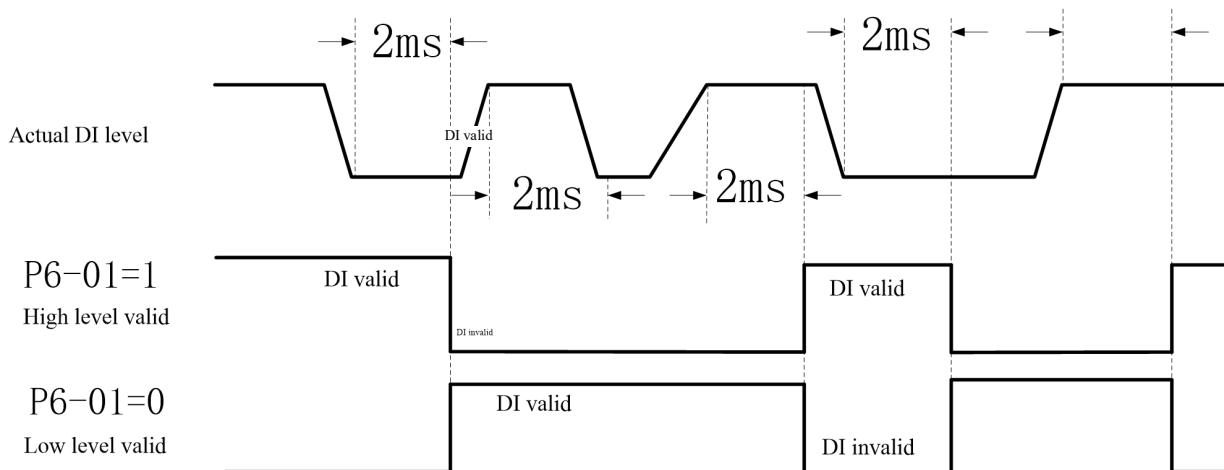 2ms
2ms
Actual DI level
DI valid
2ms
2ms
P6-01=1
High level valid
DI valid
DI valid
DI invalid
P6-01=0
Low level valid
DI valid
DI invalid